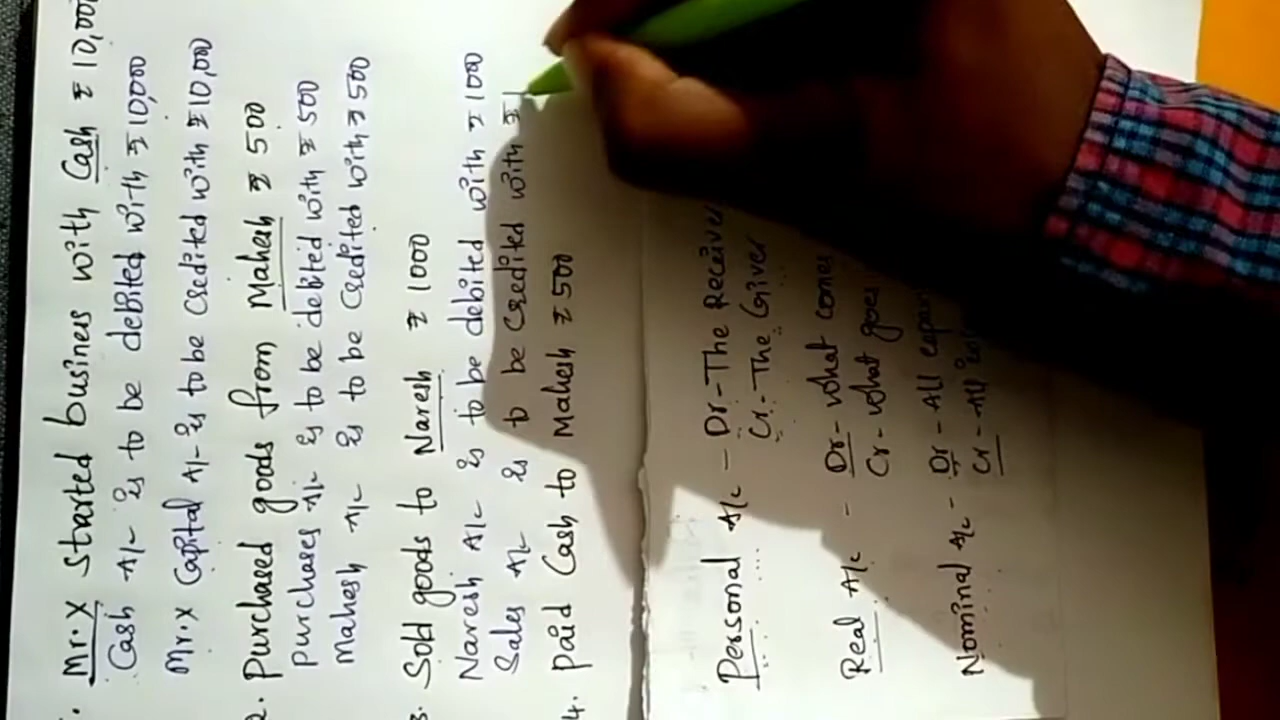 1. Mr. X started business with Cash ₹ 10,000
Cash A/c is to be debited with ₹ 10,000
Mr. X Capital A/c is to be credited with ₹ 10,000
2. Purchased goods from Mahesh ₹ 500
Purchases A/c is to be debited with ₹ 500
Mahesh A/c is to be credited with ₹ 500
3. Sold goods to Naresh ₹ 1000
Naresh A/c is to be debited with ₹ 1000
Sales A/c is to be credited with ₹ 1
4. Paid Cash to Mahesh ₹ 500
Personal A/c - Dr - The Receiver
Cr - The Giver
Real A/c - Dr - what comes
Cr - what goes
Nominal A/c - Dr - All
Cr - All